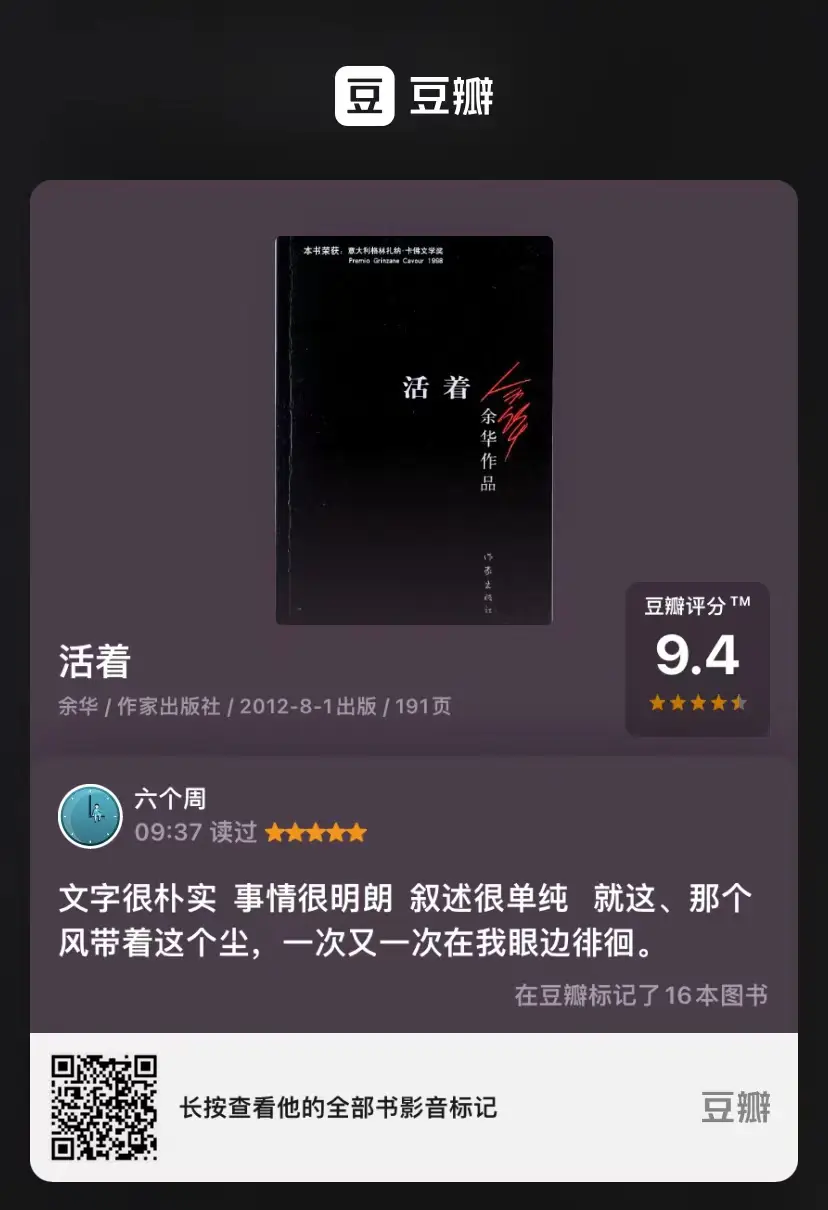 豆 豆瓣
本书荣获：意大利格林扎纳·卡佛文学奖
Premio Grinzane Cavour 1998
活着
余华
余华作品
作家出版社
豆瓣评分™
9.4
活着
余华 / 作家出版社 / 2012-8-1出版 / 191页
六个周
09:37 读过
文字很朴实 事情很明朗 叙述很单纯 就这、那个
风带着这个尘，一次又一次在我眼边徘徊。
在豆瓣标记了16本图书
长按查看他的全部书影音标记
豆瓣